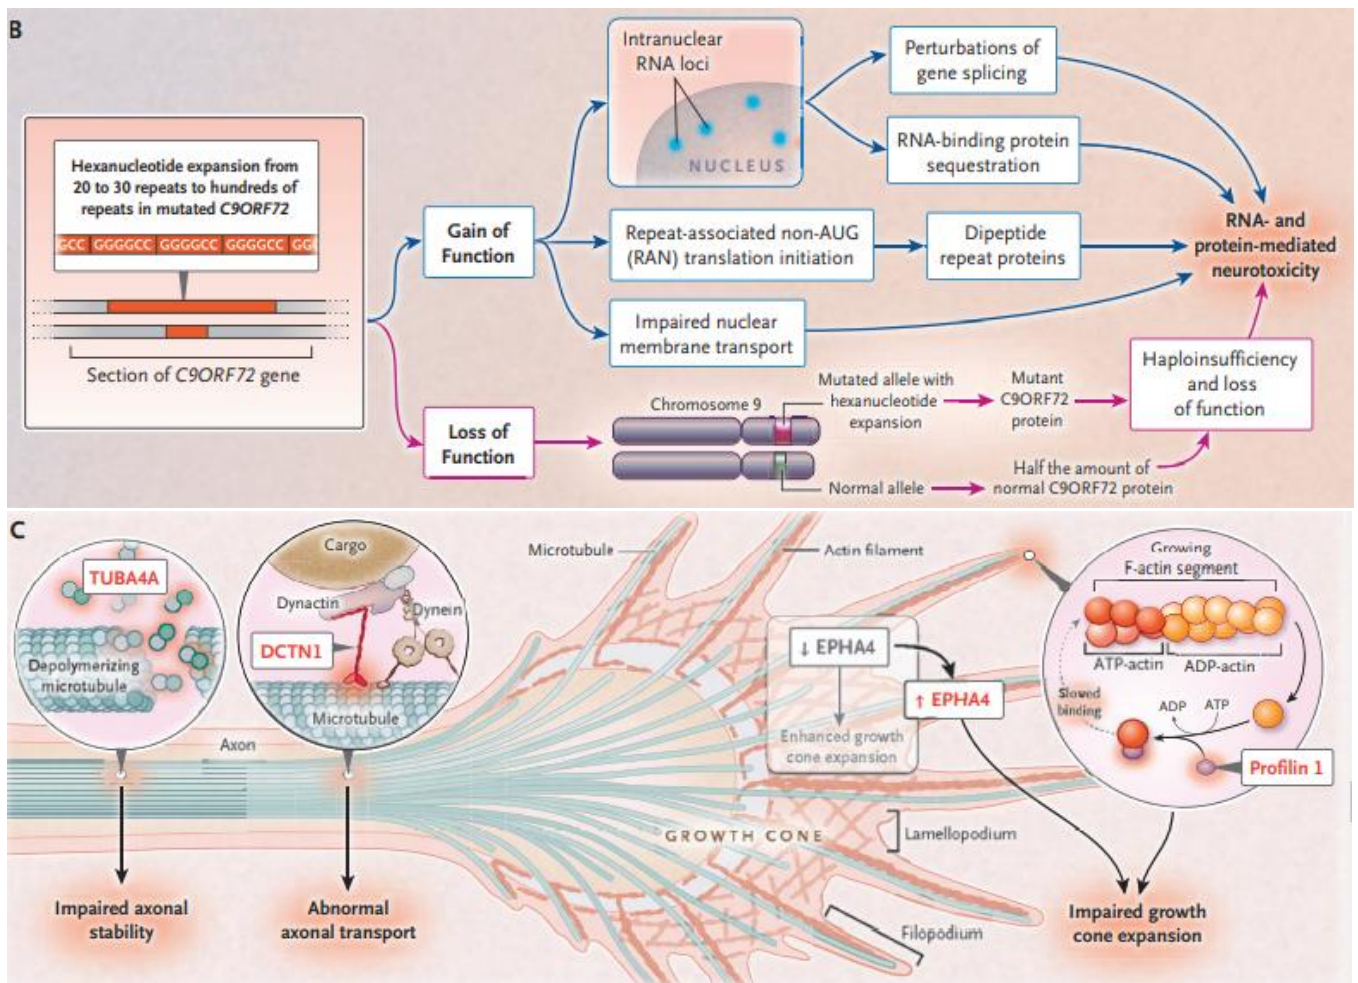 B
Hexanucleotide expansion from
20 to 30 repeats to hundreds of
repeats in mutated C9ORF72
GCC GGGGCC GGGGCC GGGGCC GG
Section of C9ORF72 gene
Gain of
Function
Loss of
Function
Intranuclear
RNA loci
NUCLEUS
Perturbations of
gene splicing
RNA-binding protein
sequestration
Repeat-associated non-AUG
(RAN) translation initiation
Dipeptide
repeat proteins
Impaired nuclear
membrane transport
RNA- and
protein-mediated
neurotoxicity
Chromosome 9
Mutated allele with
hexanucleotide
expansion
Mutant
C9ORF72
protein
Normal allele
Half the amount of
normal C9ORF72 protein
Haploinsufficiency
and loss
of function
C
TUBA4A
Depolymerizing
microtubule
Cargo
Dynactin
Dynein
DCTN1
Microtubule
Axon
Impaired axonal
stability
Abnormal
axonal transport
Microtubule
Actin filament
↓ EPHA4
↑ EPHA4
Enhanced growth
cone expansion
GROWTH CONE
Lamellopodium
Filopodium
Growing
F-actin segment
ATP-actin
ADP-actin
Slowed
binding
ADP
ATP
Profilin 1
Impaired growth
cone expansion